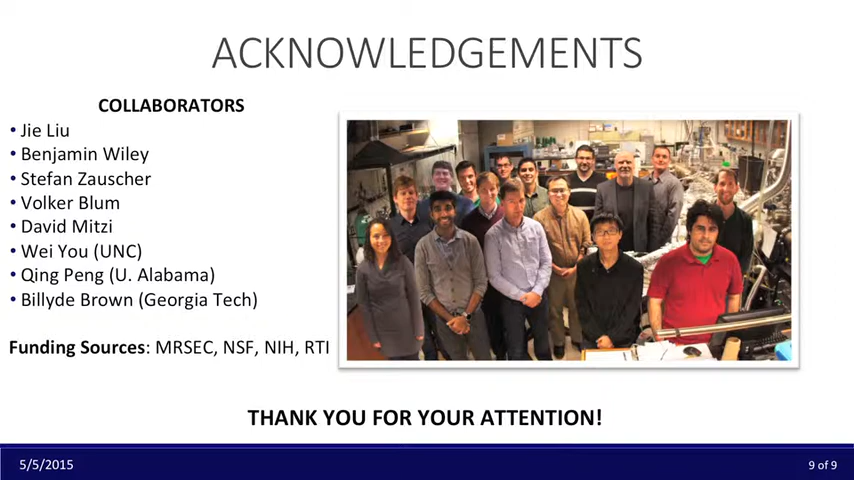 ACKNOWLEDGEMENTS
COLLABORATORS
• Jie Liu
• Benjamin Wiley
• Stefan Zauscher
• Volker Blum
• David Mitzi
• Wei You (UNC)
• Qing Peng (U. Alabama)
• Billyde Brown (Georgia Tech)
Funding Sources: MRSEC, NSF, NIH, RTI
THANK YOU FOR YOUR ATTENTION!
5/5/2015
9 of 9